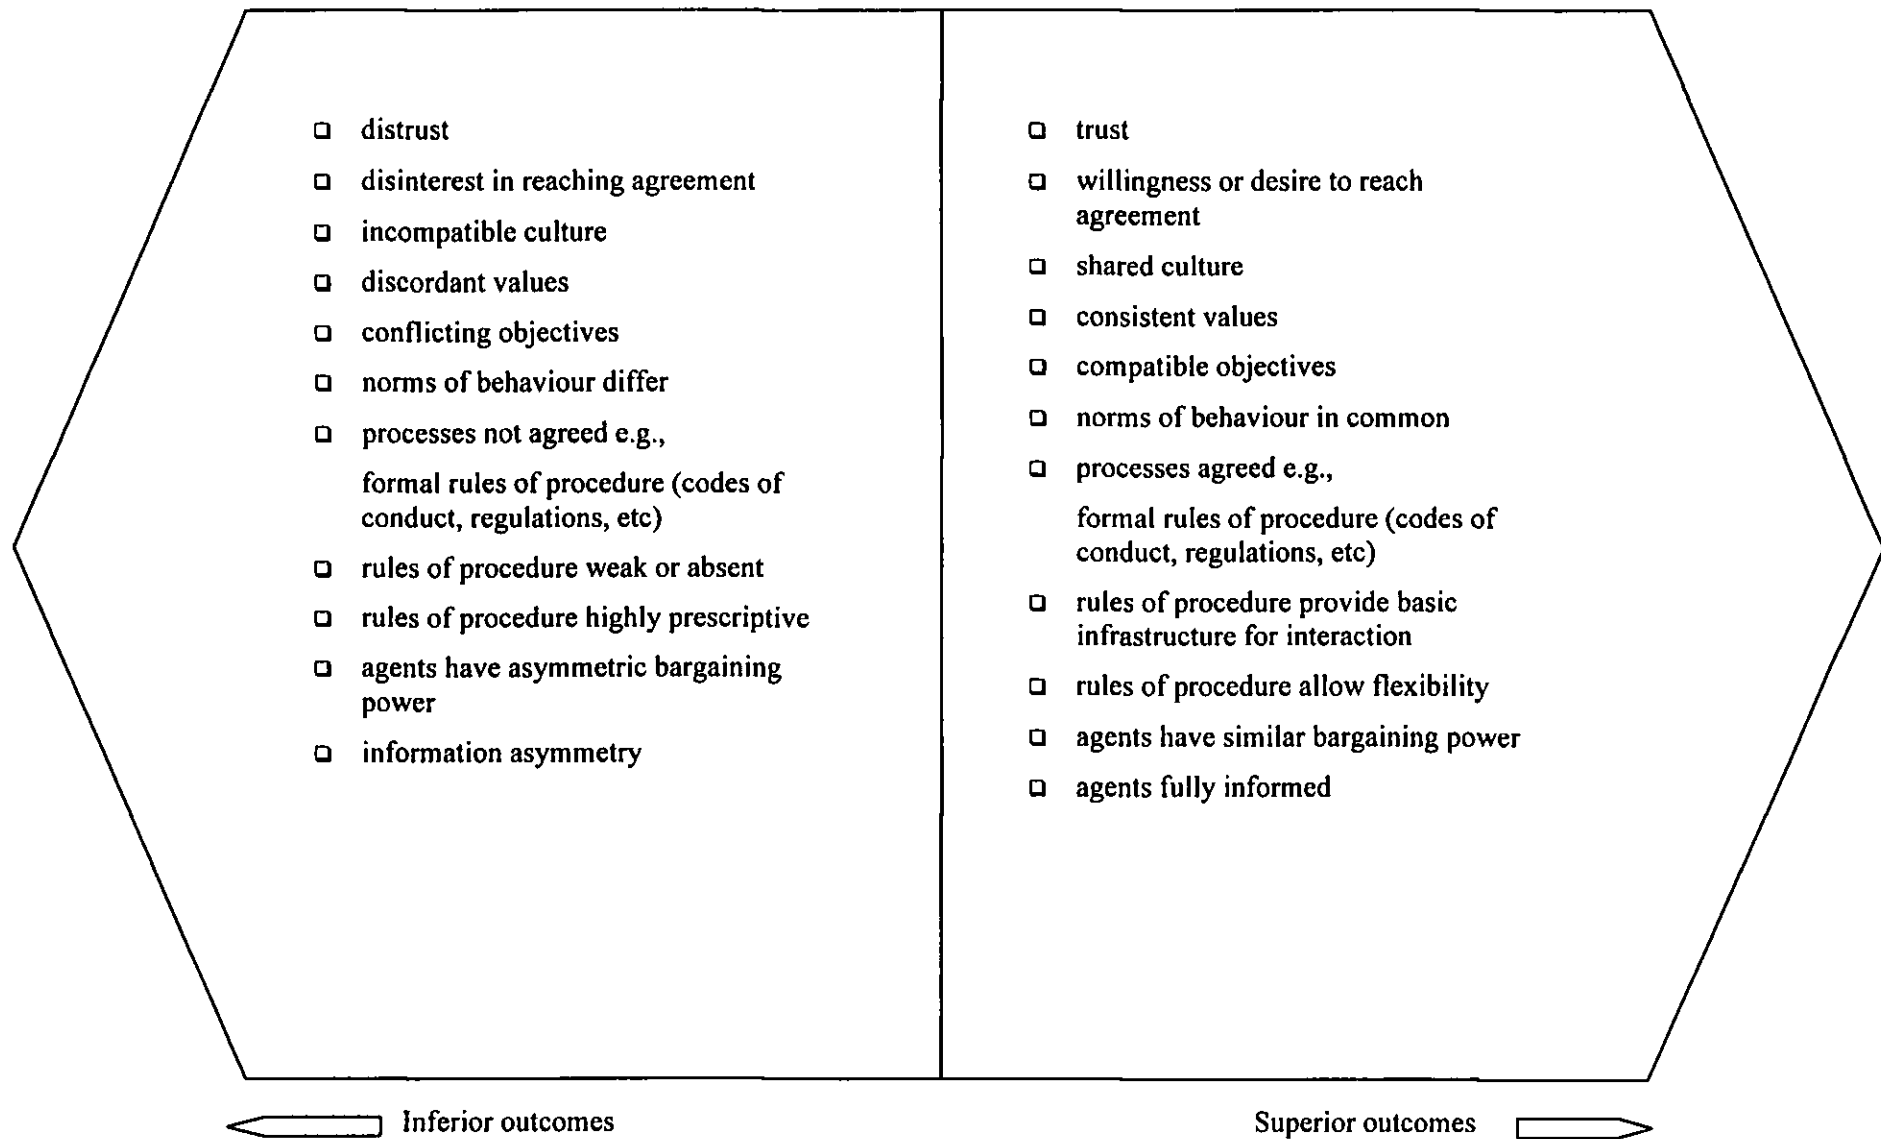 distrust
disinterest in reaching agreement
incompatible culture
discordant values
conflicting objectives
norms of behaviour differ
processes not agreed e.g.,
formal rules of procedure (codes of
conduct, regulations, etc)
rules of procedure weak or absent
rules of procedure highly prescriptive
agents have asymmetric bargaining
power
information asymmetry
trust
willingness or desire to reach
agreement
shared culture
consistent values
compatible objectives
norms of behaviour in common
processes agreed e.g.,
formal rules of procedure (codes of
conduct, regulations, etc)
rules of procedure provide basic
infrastructure for interaction
rules of procedure allow flexibility
agents have similar bargaining power
agents fully informed
Inferior outcomes
Superior outcomes